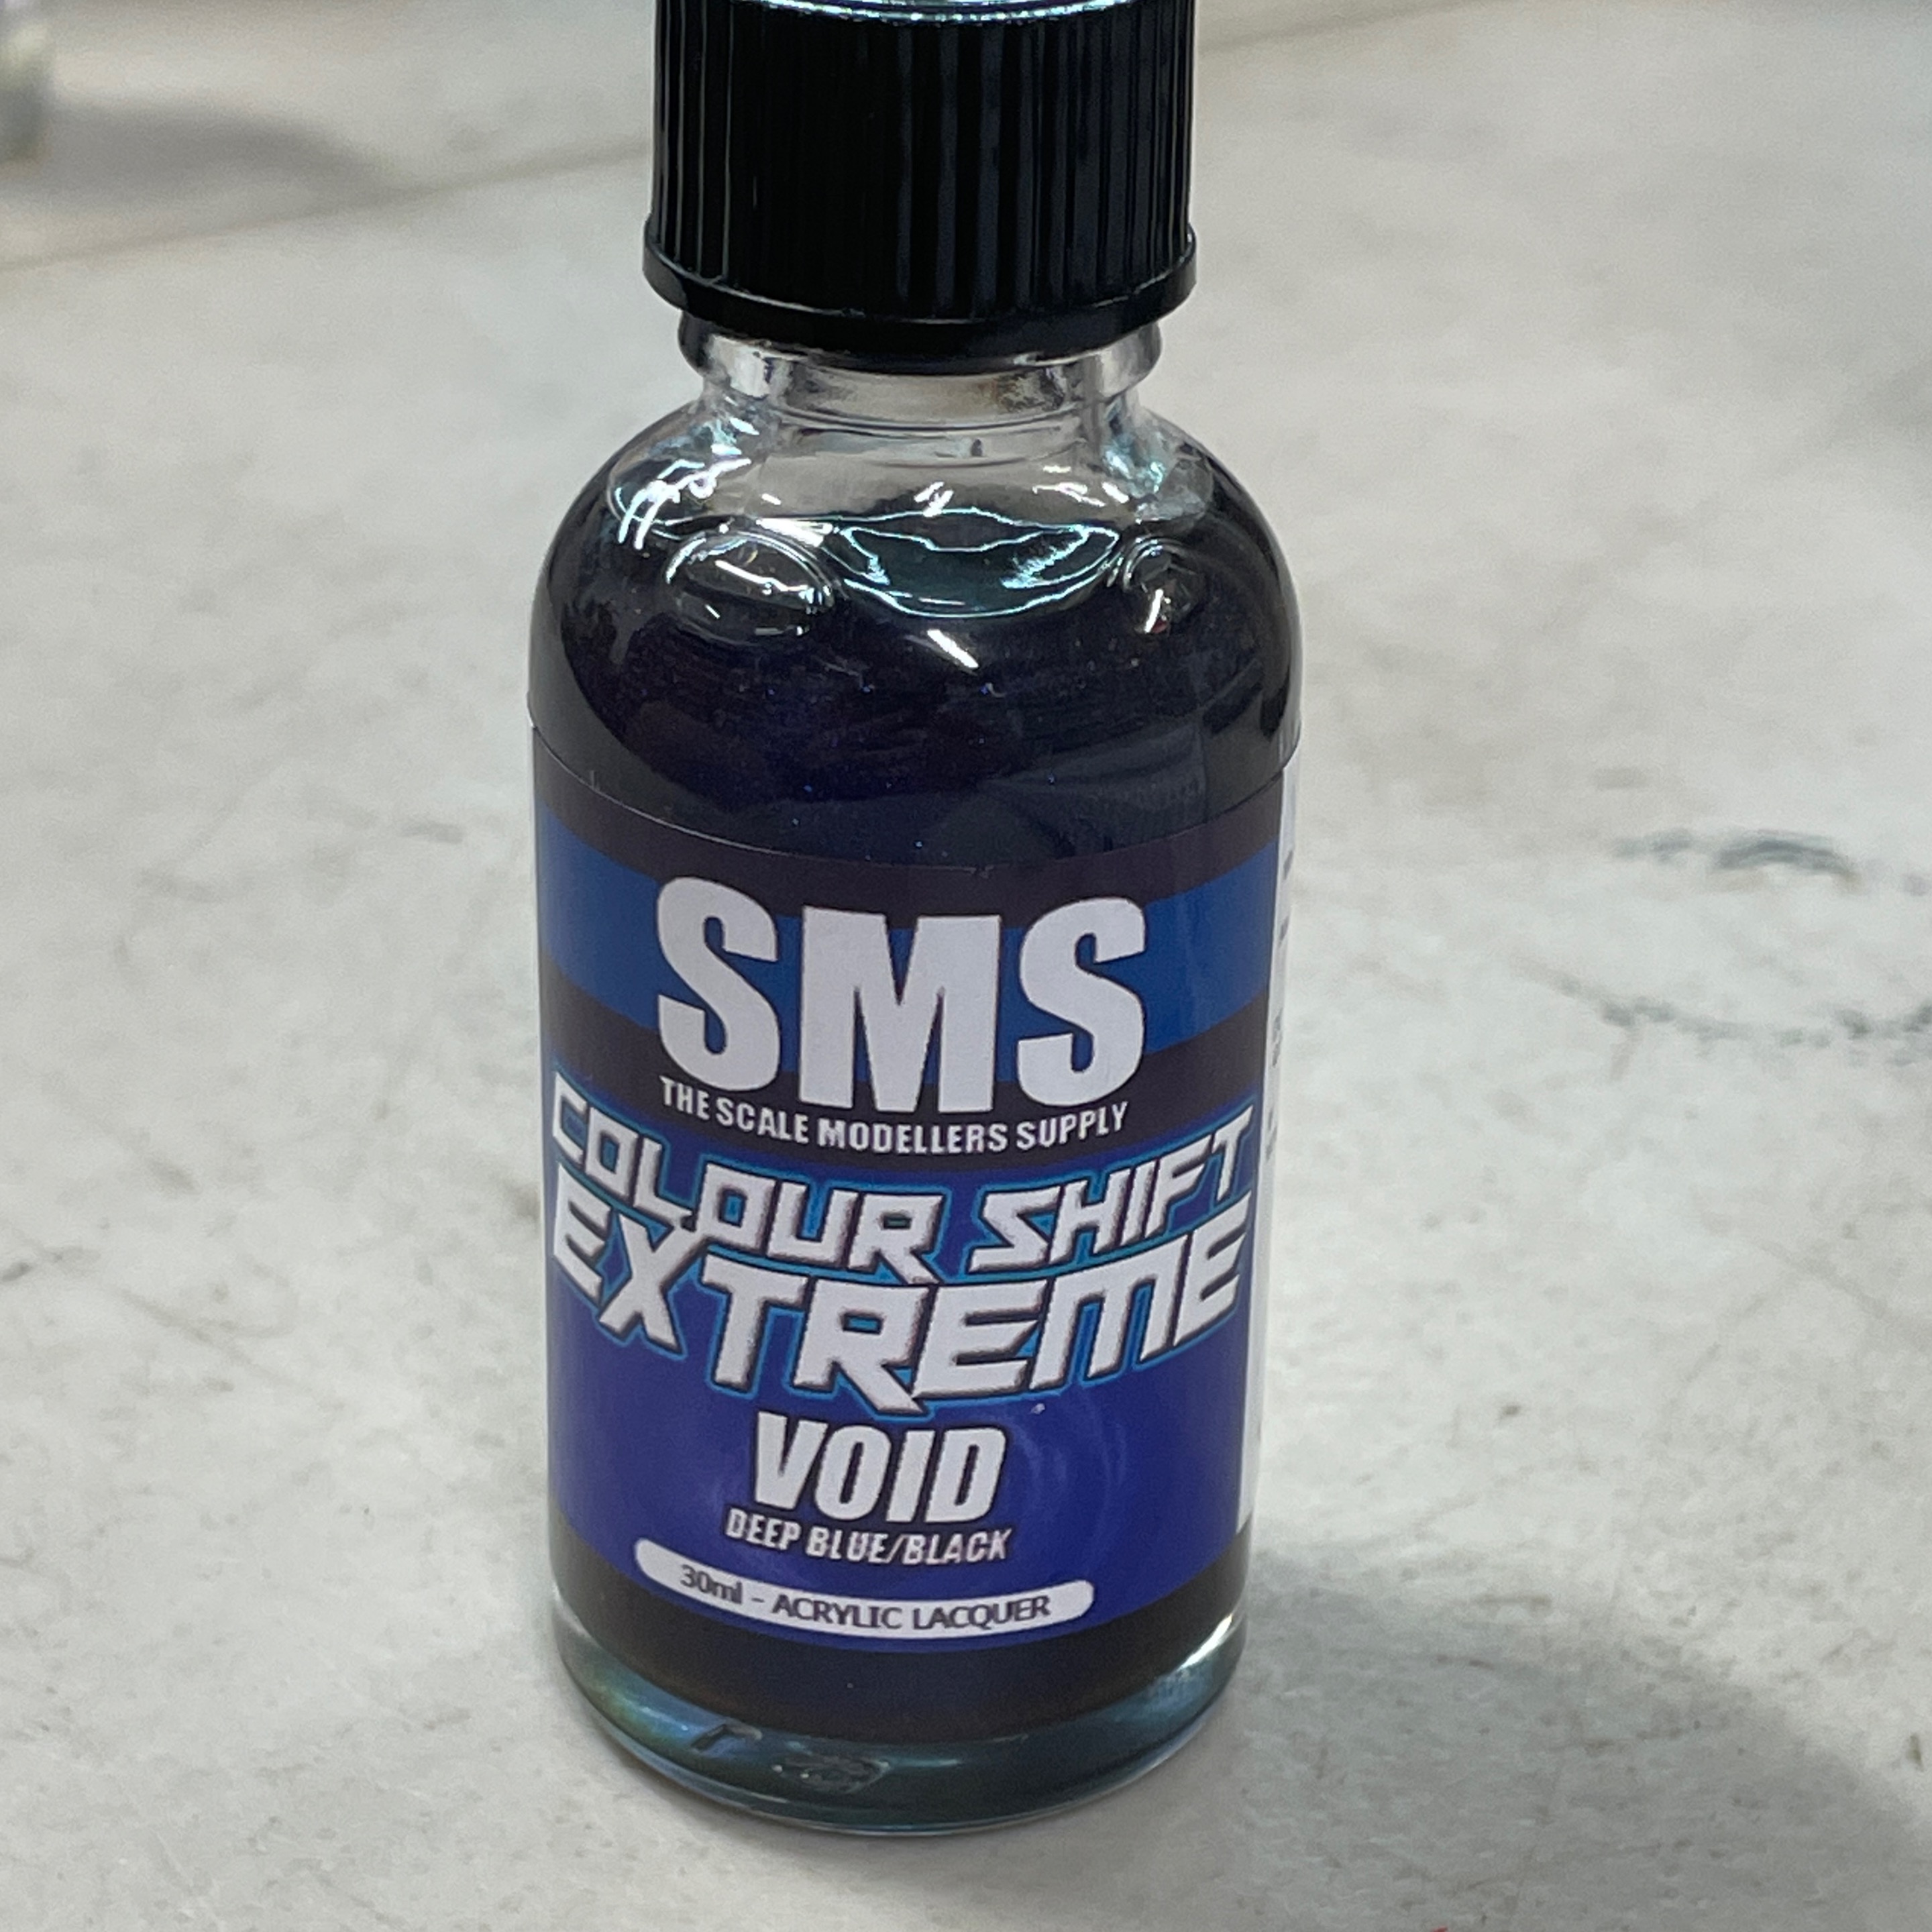 SMS
THE SCALE MODELLERS SUPPLY
COLOUR SHIFT
EXTREME
VOID
DEEP BLUE/BLACK
30ml - ACRYLIC LACQUER